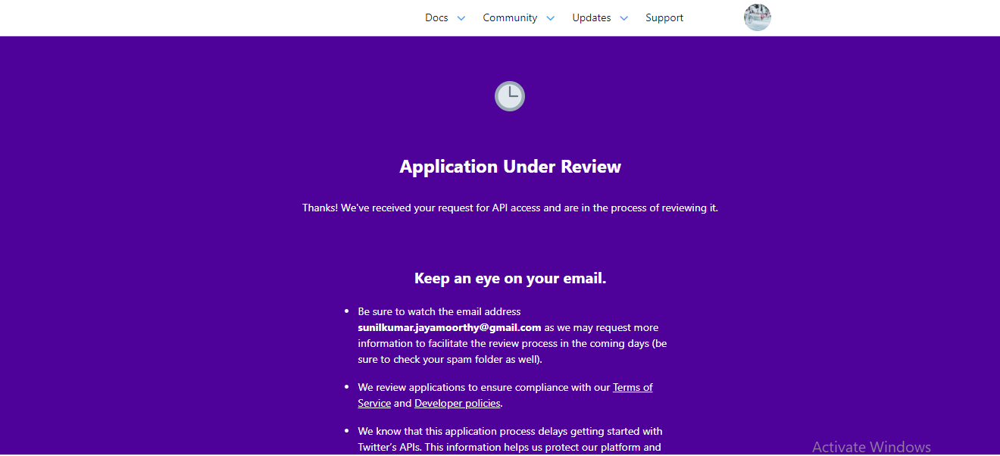 Docs Community Updates Support
Application Under Review
Thanks! We've received your request for API access and are in the process of reviewing it.
Keep an eye on your email.
• Be sure to watch the email address
sunilkumar.jayamoorthy@gmail.com as we may request more
information to facilitate the review process in the coming days (be
sure to check your spam folder as well).
• We review applications to ensure compliance with our Terms of
Service and Developer policies.
• We know that this application process delays getting started with
Twitter’s APIs. This information helps us protect our platform and
Activate Windows